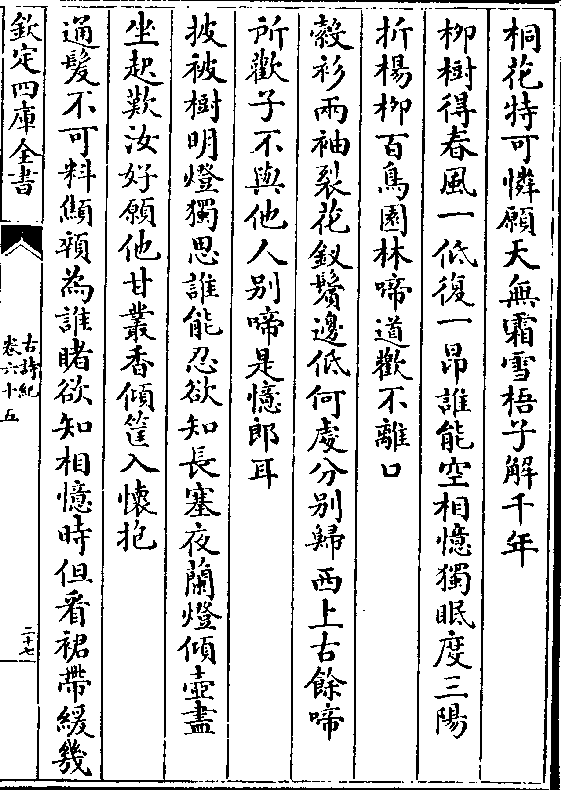 桐花特可憐願天無霜雪梧子解千年
柳樹得春風一低復一昂誰能空相憶獨眠度三陽
折楊柳百鳥園林啼道歡不離口
縠衫兩袖裂花釵鬢邊低何處分别歸西上古餘啼
所歡子不與他人别啼是憶郎耳
披被樹明燈獨思誰能忍欲知長塞夜蘭燈傾壺盡
坐起歎汝好願他甘叢香傾筐入懷抱
逋髮不可料顦顇為誰睹欲知相憶時但看裙帶緩幾
欽定四庫全書
古詩紀
卷六十五
二十七